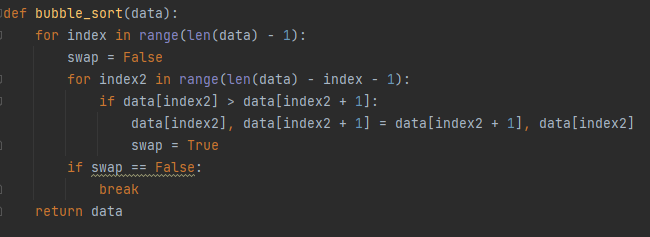 def bubble_sort(data):
    for index in range(len(data) - 1):
        swap = False
        for index2 in range(len(data) - index - 1):
            if data[index2] > data[index2 + 1]:
                data[index2], data[index2 + 1] = data[index2 + 1], data[index2]
                swap = True
        if swap == False:
            break
    return data